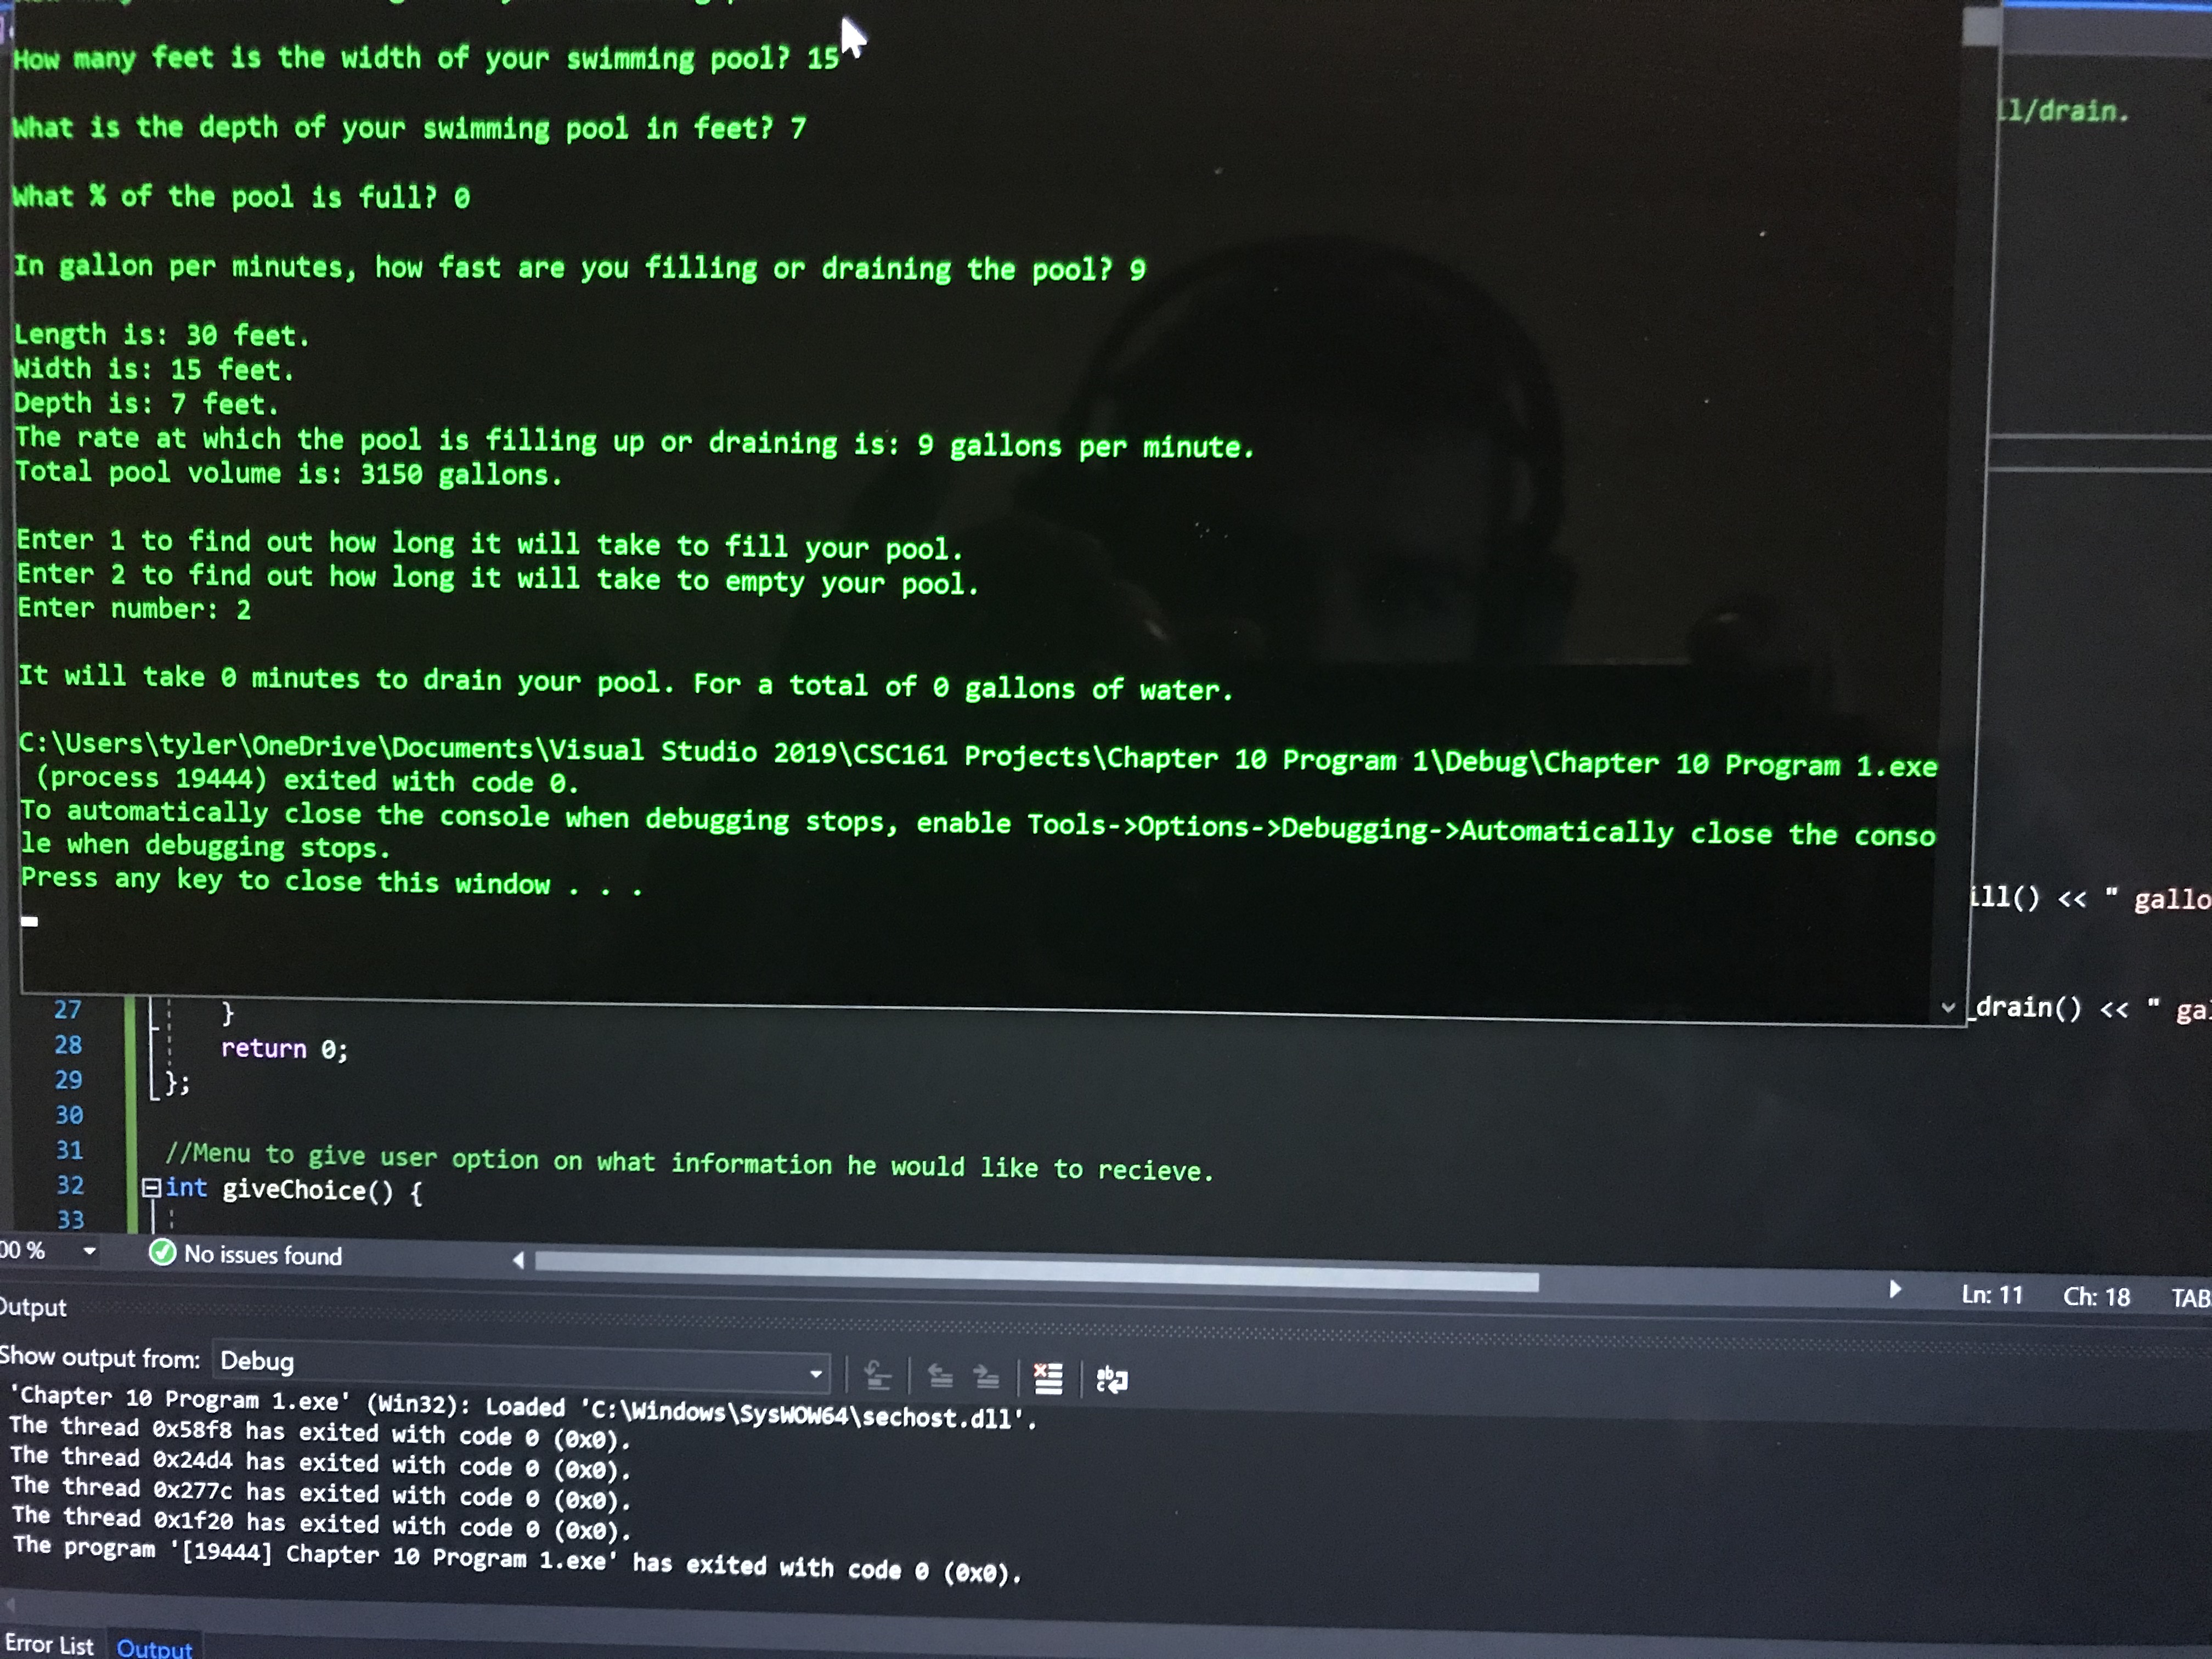 How many feet is the width of your swimming pool? 15
What is the depth of your swimming pool in feet? 7
What % of the pool is full? 0
In gallon per minutes, how fast are you filling or draining the pool? 9
Length is: 30 feet.
Width is: 15 feet.
Depth is: 7 feet.
The rate at which the pool is filling up or draining is: 9 gallons per minute.
Total pool volume is: 3150 gallons.
Enter 1 to find out how long it will take to fill your pool.
Enter 2 to find out how long it will take to empty your pool.
Enter number: 2
It will take 0 minutes to drain your pool. For a total of 0 gallons of water.
C:\Users\tyler\OneDrive\Documents\Visual Studio 2019\CSC161 Projects\Chapter 10 Program 1\Debug\Chapter 10 Program 1.exe
(process 19444) exited with code 0.
To automatically close the console when debugging stops, enable Tools->Options->Debugging->Automatically close the conso
le when debugging stops.
Press any key to close this window . . .
ll/drain.
ill() << " gallo
_drain() << " gal
27 }
28 return 0;
29 };
30
31 //Menu to give user option on what information he would like to recieve.
32 int giveChoice() {
33
00 % No issues found Ln: 11 Ch: 18 TAB
Output
Show output from: Debug
'Chapter 10 Program 1.exe' (Win32): Loaded 'C:\Windows\SysWOW64\sechost.dll'.
The thread 0x58f8 has exited with code 0 (0x0).
The thread 0x24d4 has exited with code 0 (0x0).
The thread 0x277c has exited with code 0 (0x0).
The thread 0x1f20 has exited with code 0 (0x0).
The program '[19444] Chapter 10 Program 1.exe' has exited with code 0 (0x0).
Error List Output